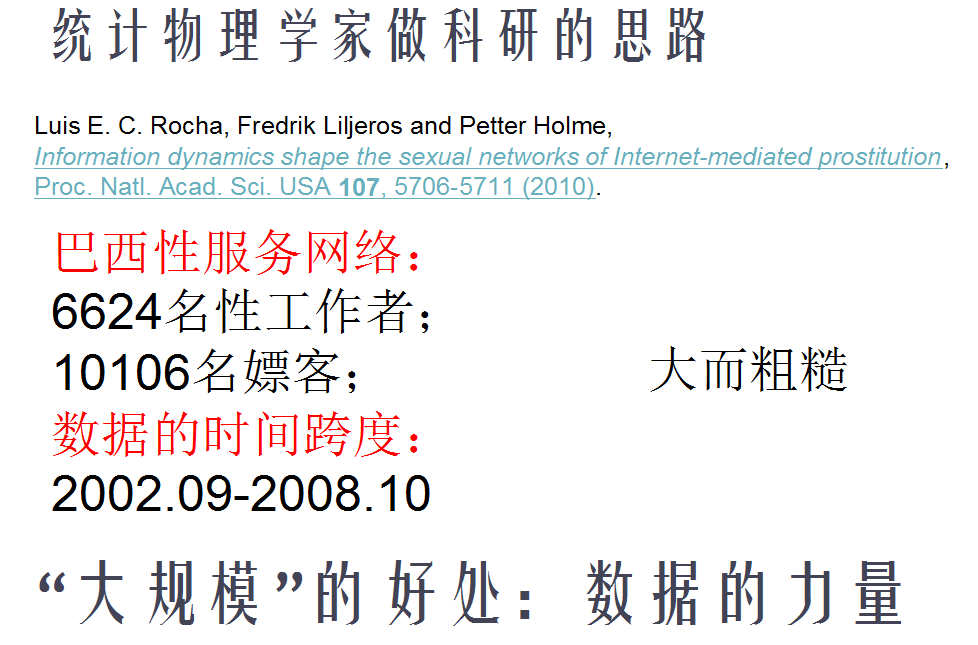 统计物理学家做科研的思路
Luis E. C. Rocha, Fredrik Liljeros and Petter Holme,
Information dynamics shape the sexual networks of Internet-mediated prostitution,
Proc. Natl. Acad. Sci. USA 107, 5706-5711 (2010).
巴西性服务网络：
6624名性工作者；
10106名嫖客；
大而粗糙
数据的时间跨度：
2002.09-2008.10
“大规模”的好处：数据的力量